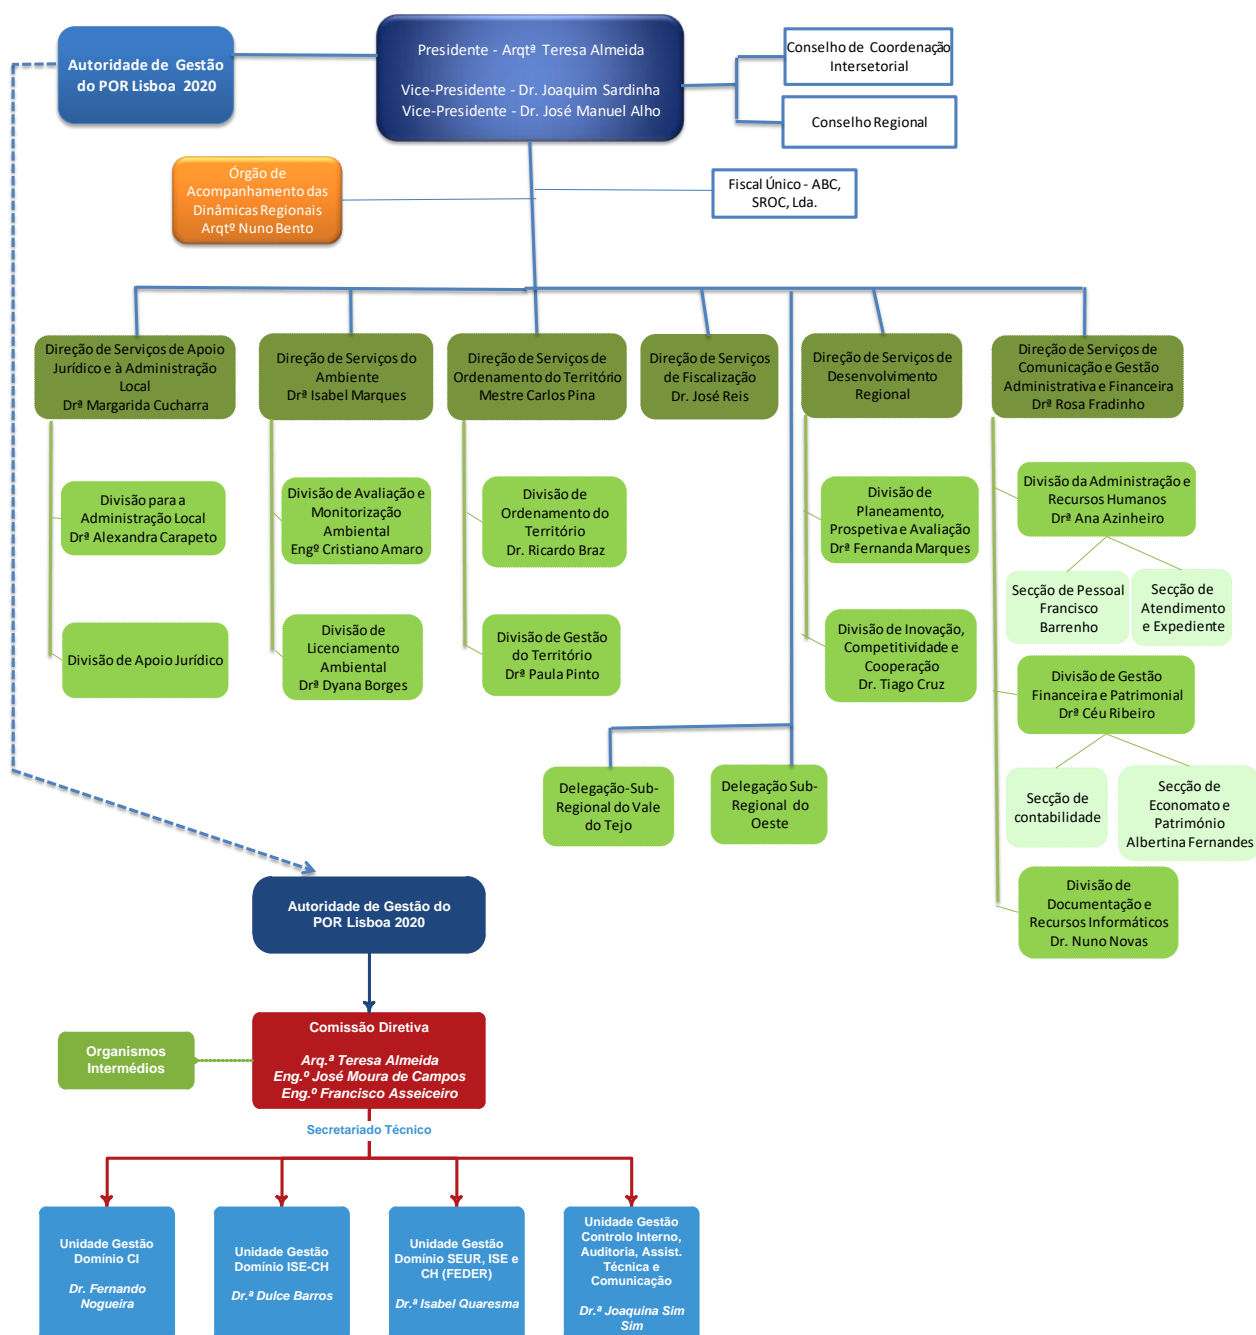 Autoridade de Gestão
do POR Lisboa 2020
Presidente - Arqtª Teresa Almeida
Vice-Presidente - Dr. Joaquim Sardinha
Vice-Presidente - Dr. José Manuel Alho
Conselho de Coordenação
Intersetorial
Conselho Regional
Órgão de
Acompanhamento das
Dinâmicas Regionais
Arqtº Nuno Bento
Fiscal Único - ABC,
SROC, Lda.
Direção de Serviços de Apoio
Jurídico e à Administração
Local
Drª Margarida Cucharra
Direção de Serviços do
Ambiente
Drª Isabel Marques
Direção de Serviços de
Ordenamento do Território
Mestre Carlos Pina
Direção de Serviços
de Fiscalização
Dr. José Reis
Direção de Serviços de
Desenvolvimento
Regional
Direção de Serviços de
Comunicação e Gestão
Administrativa e Financeira
Drª Rosa Fradinho
Divisão para a
Administração Local
Drª Alexandra Carapeto
Divisão de Avaliação e
Monitorização
Ambiental
Engº Cristiano Amaro
Divisão de
Ordenamento do
Território
Dr. Ricardo Braz
Divisão de
Planeamento,
Prospetiva e Avaliação
Drª Fernanda Marques
Divisão da Administração e
Recursos Humanos
Drª Ana Azinheiro
Secção de Pessoal
Francisco
Barrenho
Secção de
Atendimento
e Expediente
Divisão de Apoio Jurídico
Divisão de
Licenciamento
Ambiental
Drª Dyana Borges
Divisão de Gestão
do Território
Drª Paula Pinto
Divisão de Inovação,
Competitividade e
Cooperação
Dr. Tiago Cruz
Divisão de Gestão
Financeira e Patrimonial
Drª Céu Ribeiro
Delegação-Sub-
Regional do Vale
do Tejo
Delegação Sub-
Regional do
Oeste
Secção de
contabilidade
Secção de
Economato e
Património
Albertina Fernandes
Divisão de
Documentação e
Recursos Informáticos
Dr. Nuno Novas
Autoridade de Gestão do
POR Lisboa 2020
Organismos
Intermédios
Comissão Diretiva
Arq.ª Teresa Almeida
Eng.º José Moura de Campos
Eng.º Francisco Asseiceiro
Secretariado Técnico
Unidade Gestão
Domínio CI
Dr. Fernando
Nogueira
Unidade Gestão
Domínio ISE-CH
Dr.ª Dulce Barros
Unidade Gestão
Domínio SEUR, ISE e
CH (FEDER)
Dr.ª Isabel Quaresma
Unidade Gestão
Controlo Interno,
Auditoria, Assist.
Técnica e
Comunicação
Dr.ª Joaquina Sim
Sim